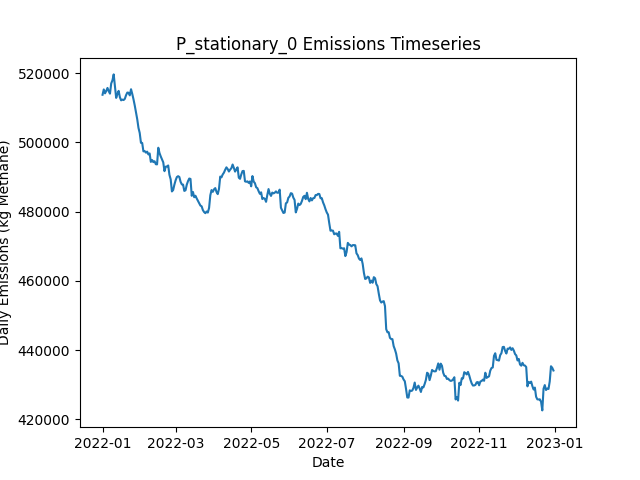 P_stationary_0 Emissions Timeseries
Daily Emissions (kg Methane)
520000
500000
480000
460000
440000
420000
2022-01 2022-03 2022-05 2022-07 2022-09 2022-11 2023-01
Date